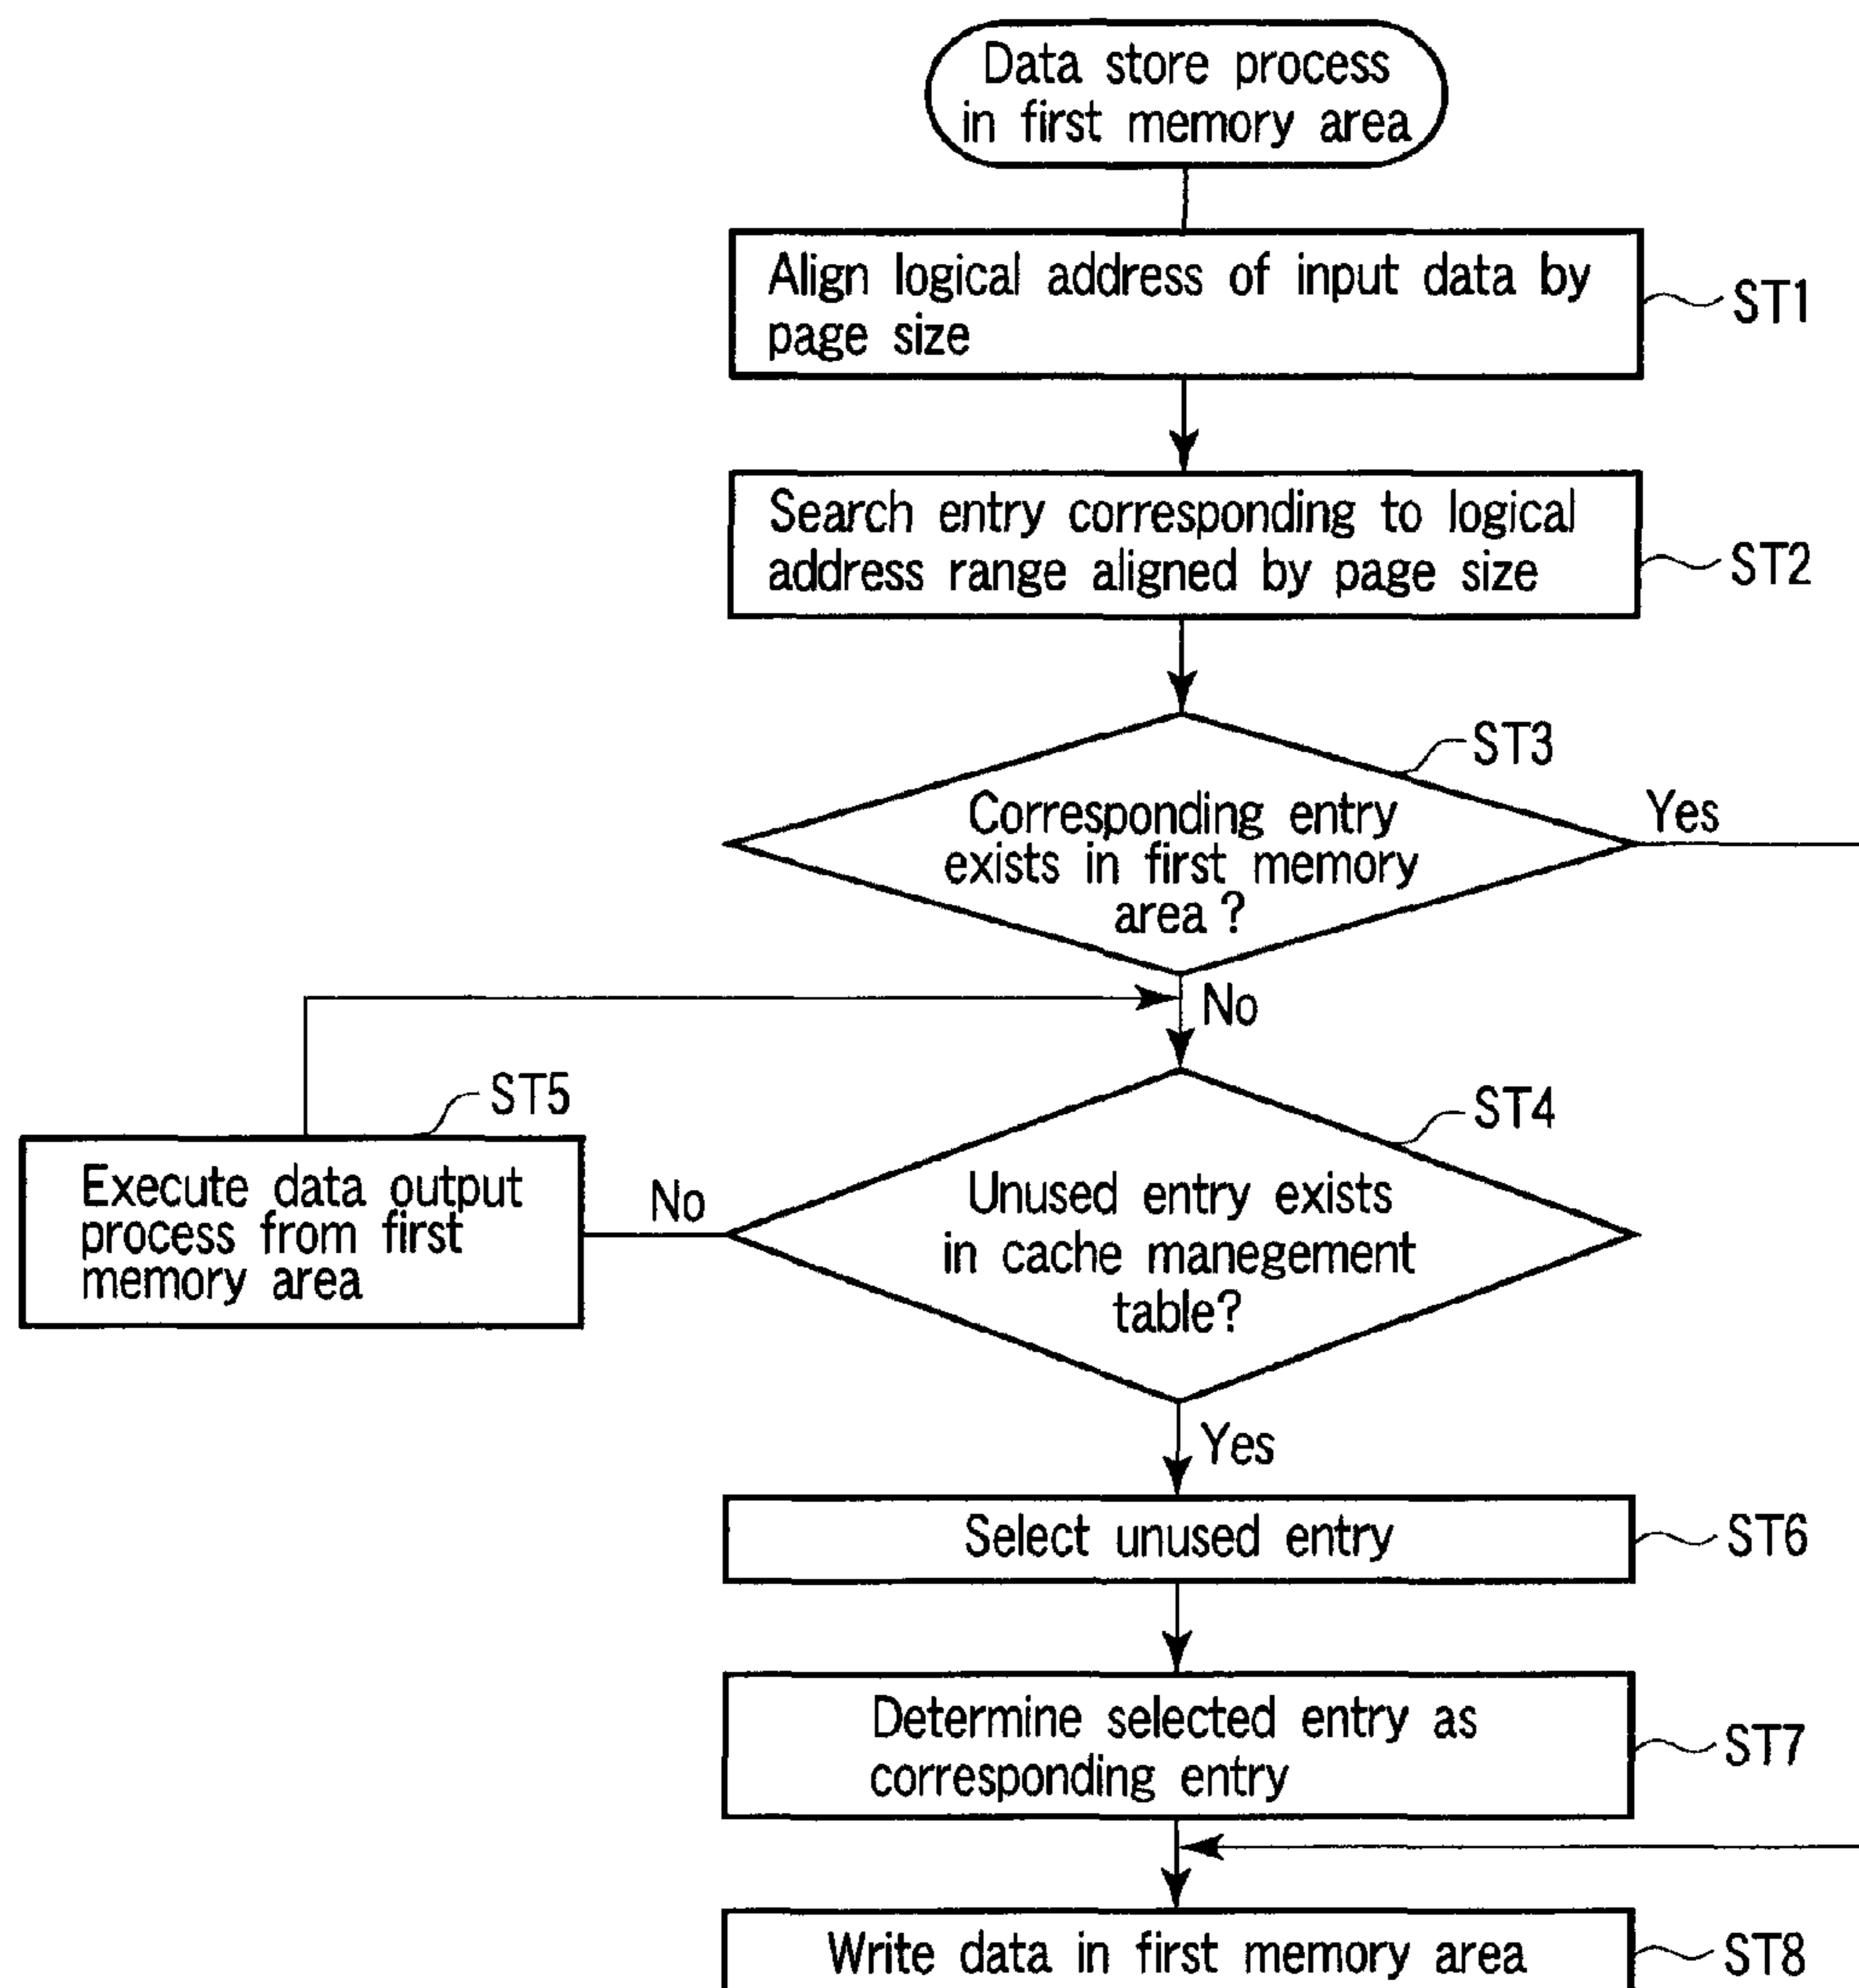 Data store process
in first memory area
Align logical address of input data by
page size
ST1
Search entry corresponding to logical
address range aligned by page size
ST2
ST3
Corresponding entry
exists in first memory
area ?
Yes
No
ST5
Execute data output
process from first
memory area
No
ST4
Unused entry exists
in cache manegement
table?
Yes
Select unused entry
ST6
Determine selected entry as
corresponding entry
ST7
Write data in first memory area
ST8